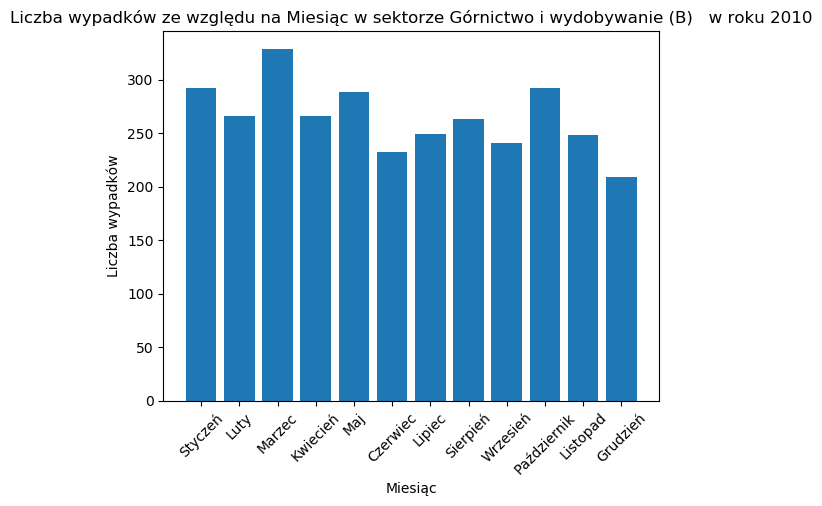 Liczba wypadków ze względu na Miesiąc w sektorze Górnictwo i wydobywanie (B)   w roku 2010
Liczba wypadków
300
250
200
150
100
50
0
Styczeń
Luty
Marzec
Kwiecień
Maj
Czerwiec
Lipiec
Sierpień
Wrzesień
Październik
Listopad
Grudzień
Miesiąc